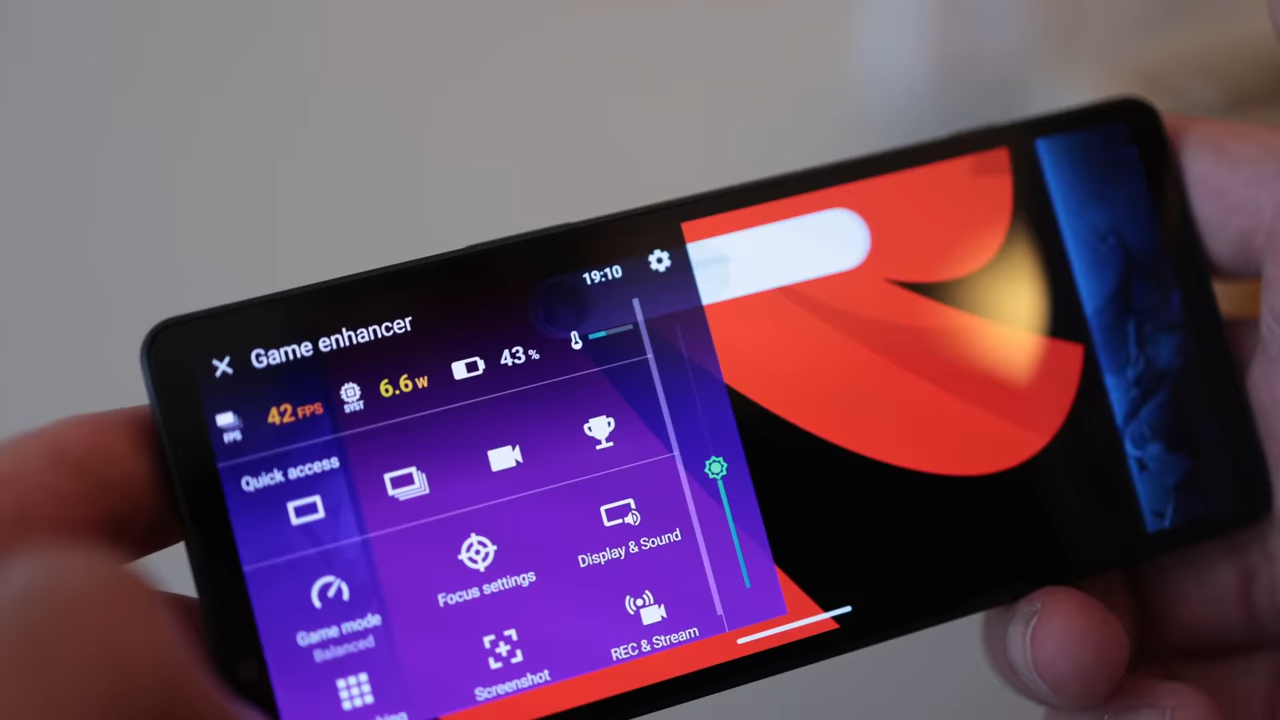 19:10
Game enhancer
FPS 42 FPS SYST 6.6 W 43 %
Quick access
Display & Sound
Focus settings
Game mode
Balanced
REC & Stream
Screenshot